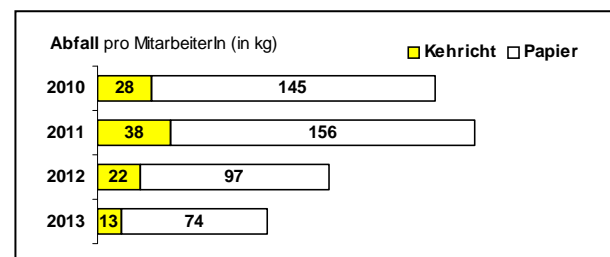 Abfall pro MitarbeiterIn (in kg)
Kehricht Papier
2010 28 145
2011 38 156
2012 22 97
2013 13 74